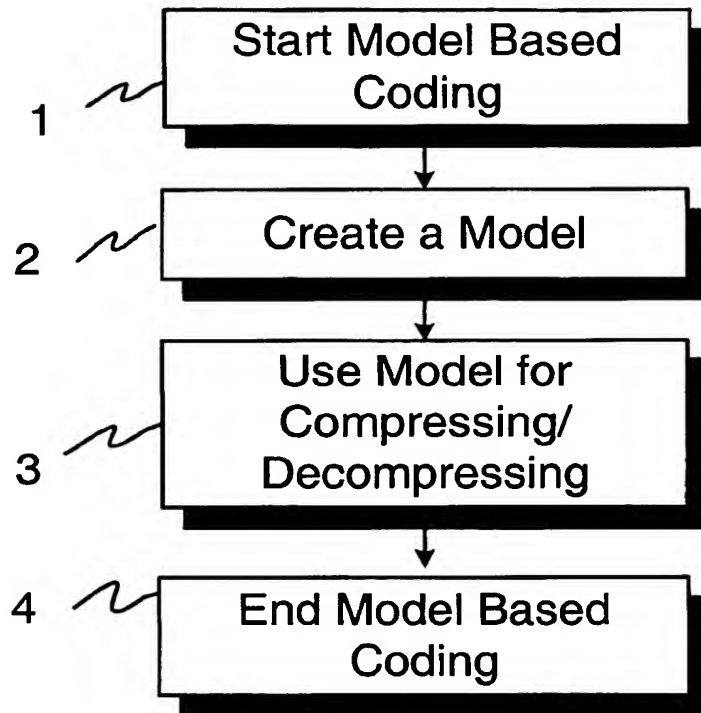 Start Model Based
Coding
1
Create a Model
2
Use Model for
Compressing/
Decompressing
3
End Model Based
Coding
4